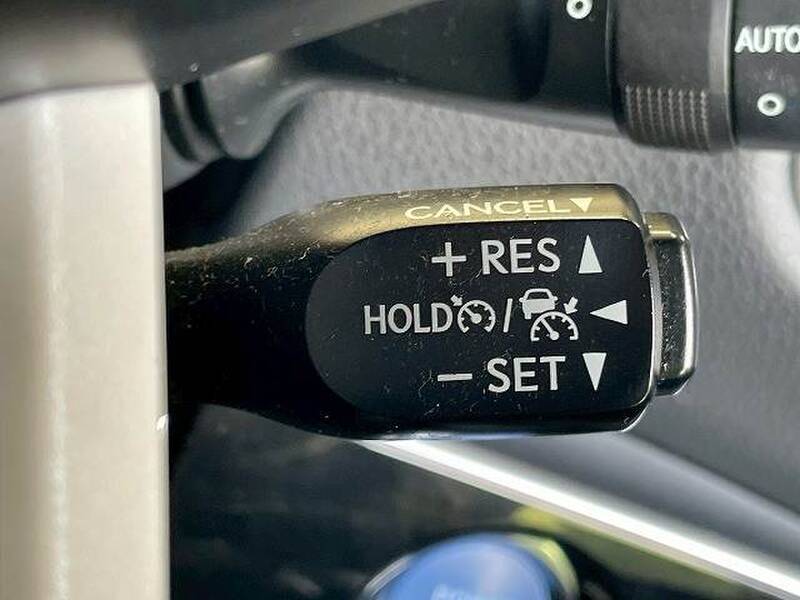 AUTO
CANCEL▼
+ RES ▲
HOLD / ◀
− SET ▼